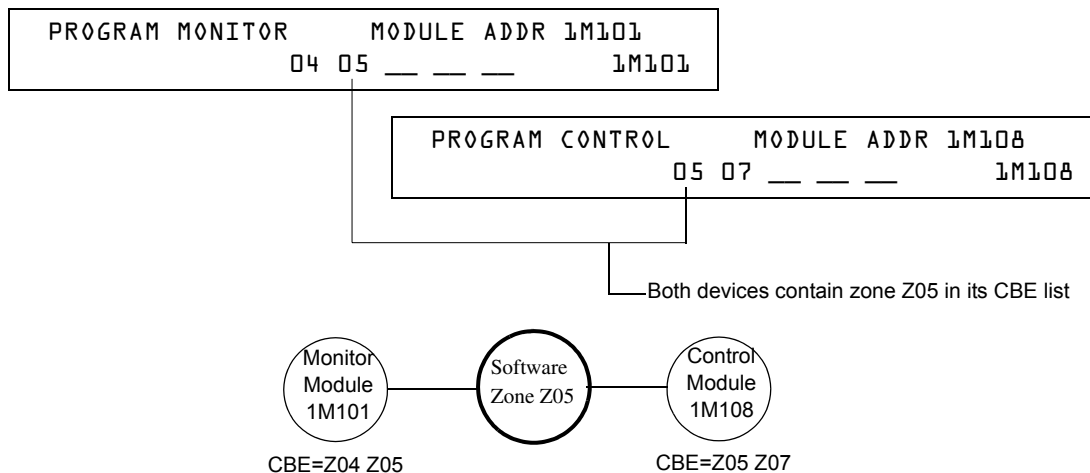 PROGRAM MONITOR MODULE ADDR 1M101
04 05 __ __ __ 1M101
PROGRAM CONTROL MODULE ADDR 1M108
05 07 __ __ __ 1M108
Both devices contain zone Z05 in its CBE list
Monitor
Module
1M101
Software
Zone Z05
Control
Module
1M108
CBE=Z04 Z05
CBE=Z05 Z07